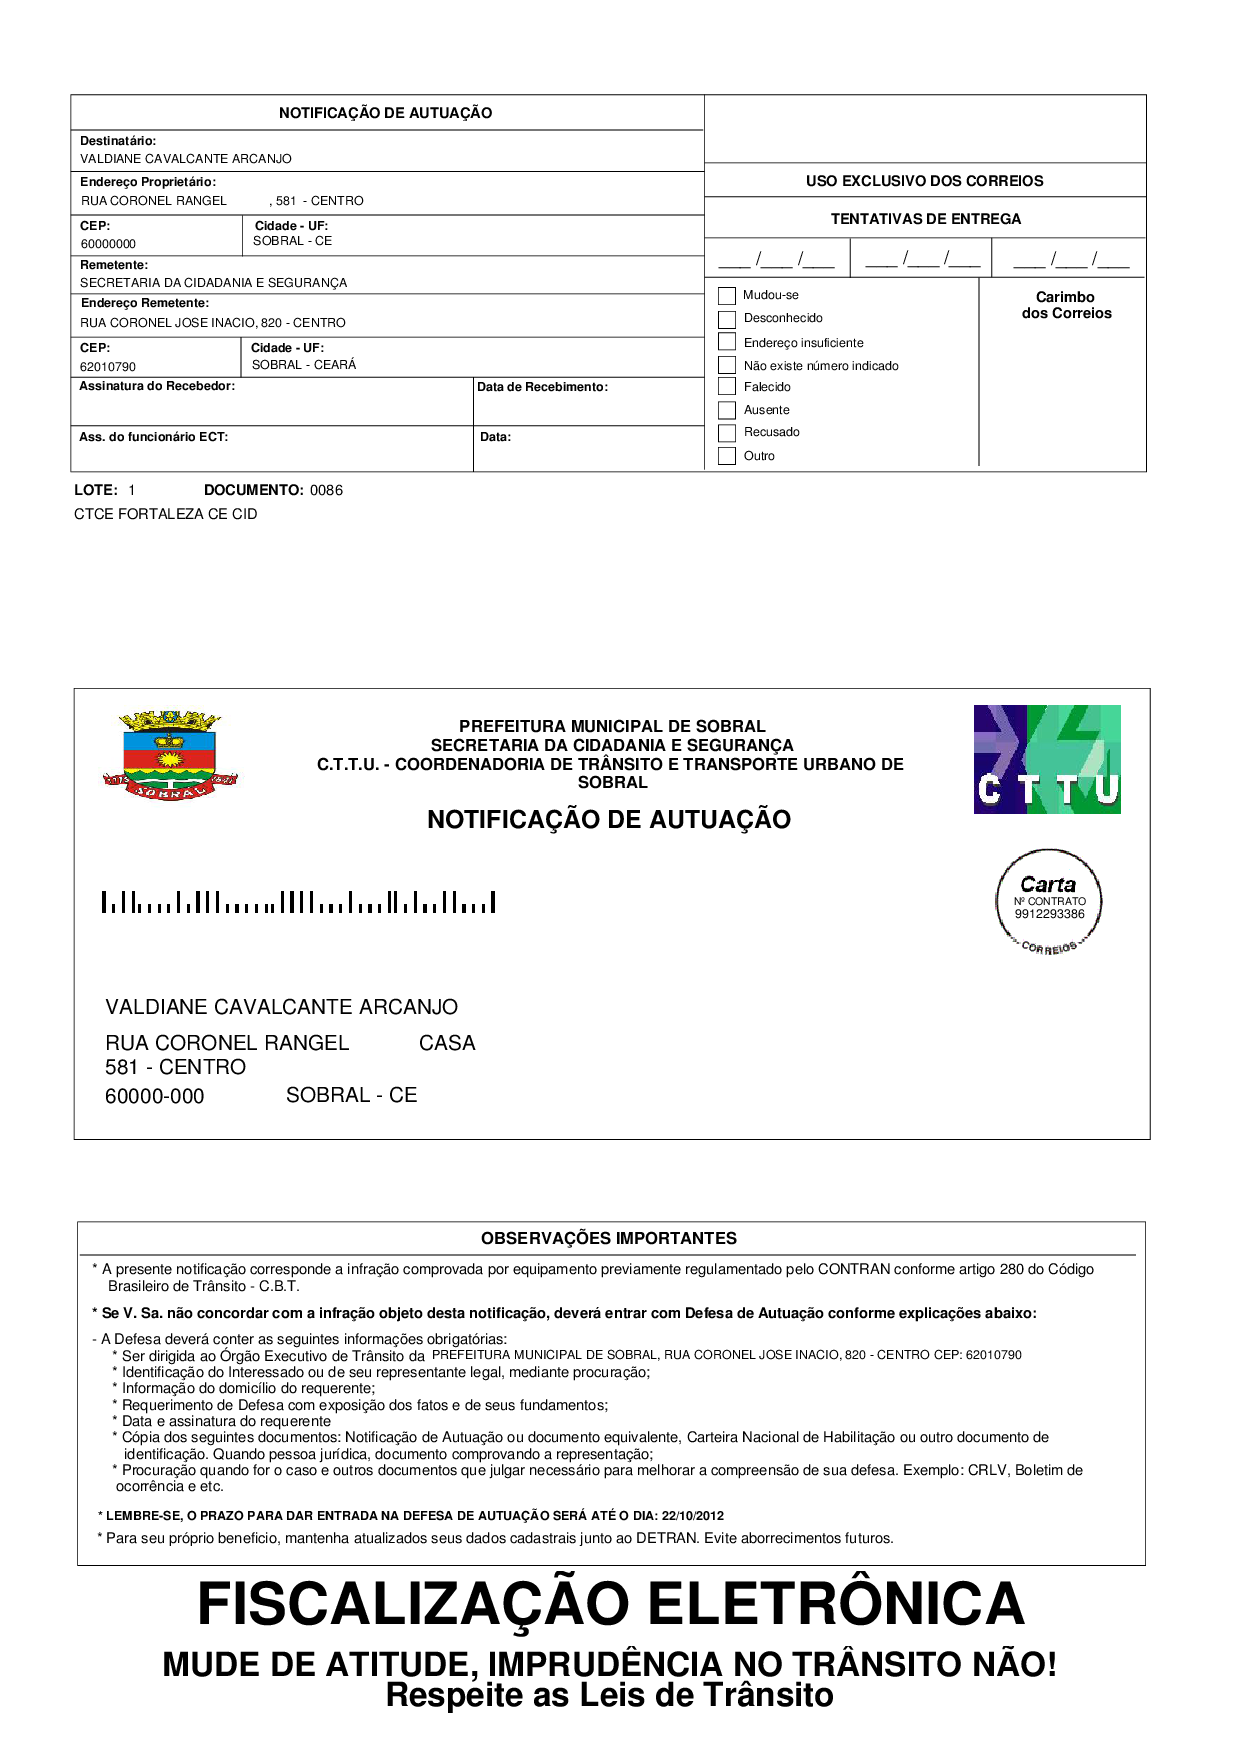 NOTIFICAÇÃO DE AUTUAÇÃO
Destinatário:
VALDIANE CAVALCANTE ARCANJO
Endereço Proprietário:
RUA CORONEL RANGEL , 581 - CENTRO
CEP: Cidade - UF:
60000000 SOBRAL - CE
Remetente:
SECRETARIA DA CIDADANIA E SEGURANÇA
Endereço Remetente:
RUA CORONEL JOSE INACIO, 820 - CENTRO
CEP: Cidade - UF:
62010790 SOBRAL - CEARÁ
Assinatura do Recebedor: Data de Recebimento:
Ass. do funcionário ECT: Data:
USO EXCLUSIVO DOS CORREIOS
TENTATIVAS DE ENTREGA
___ /___ /___ ___ /___ /___ ___ /___ /___
Mudou-se
Desconhecido
Endereço insuficiente
Não existe número indicado
Falecido
Ausente
Recusado
Outro
Carimbo
dos Correios
LOTE: 1 DOCUMENTO: 0086
CTCE FORTALEZA CE CID
SOBRAL
PREFEITURA MUNICIPAL DE SOBRAL
SECRETARIA DA CIDADANIA E SEGURANÇA
C.T.T.U. - COORDENADORIA DE TRÂNSITO E TRANSPORTE URBANO DE
SOBRAL
NOTIFICAÇÃO DE AUTUAÇÃO
CTTU
Carta
Nº CONTRATO
9912293386
CORREIOS
VALDIANE CAVALCANTE ARCANJO
RUA CORONEL RANGEL CASA
581 - CENTRO
60000-000 SOBRAL - CE
OBSERVAÇÕES IMPORTANTES
* A presente notificação corresponde a infração comprovada por equipamento previamente regulamentado pelo CONTRAN conforme artigo 280 do Código
Brasileiro de Trânsito - C.B.T.
* Se V. Sa. não concordar com a infração objeto desta notificação, deverá entrar com Defesa de Autuação conforme explicações abaixo:
- A Defesa deverá conter as seguintes informações obrigatórias:
* Ser dirigida ao Órgão Executivo de Trânsito da PREFEITURA MUNICIPAL DE SOBRAL, RUA CORONEL JOSE INACIO, 820 - CENTRO CEP: 62010790
* Identificação do Interessado ou de seu representante legal, mediante procuração;
* Informação do domicílio do requerente;
* Requerimento de Defesa com exposição dos fatos e de seus fundamentos;
* Data e assinatura do requerente
* Cópia dos seguintes documentos: Notificação de Autuação ou documento equivalente, Carteira Nacional de Habilitação ou outro documento de
identificação. Quando pessoa jurídica, documento comprovando a representação;
* Procuração quando for o caso e outros documentos que julgar necessário para melhorar a compreensão de sua defesa. Exemplo: CRLV, Boletim de
ocorrência e etc.
* LEMBRE-SE, O PRAZO PARA DAR ENTRADA NA DEFESA DE AUTUAÇÃO SERÁ ATÉ O DIA: 22/10/2012
* Para seu próprio beneficio, mantenha atualizados seus dados cadastrais junto ao DETRAN. Evite aborrecimentos futuros.
FISCALIZAÇÃO ELETRÔNICA
MUDE DE ATITUDE, IMPRUDÊNCIA NO TRÂNSITO NÃO!
Respeite as Leis de Trânsito